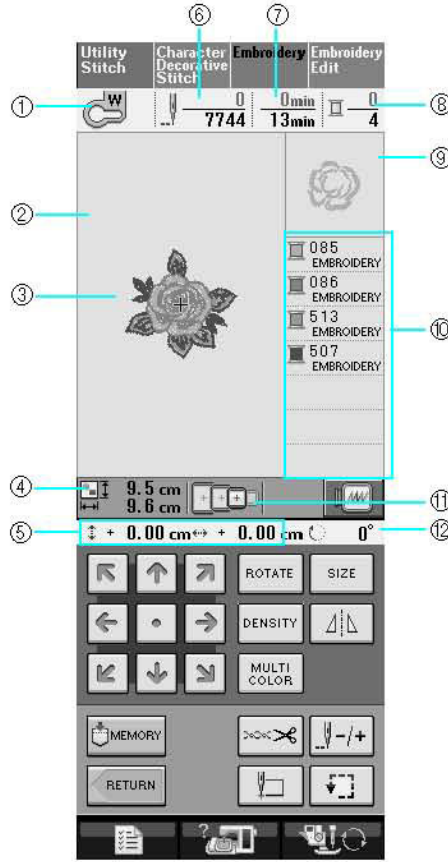 ⑥ ⑦
Utility Stitch
Character Decorative Stitch
Embroidery
Embroidery Edit
① W
0
7744
0min
13min
0
4
⑧
⑨
②
③
085
EMBROIDERY
086
EMBROIDERY
513
EMBROIDERY
507
EMBROIDERY
⑩
④ 9.5 cm
9.6 cm
⑪
⑤ + 0.00 cm + 0.00 cm 0° ⑫
ROTATE SIZE
DENSITY
MULTI COLOR
MEMORY -/+
RETURN
?